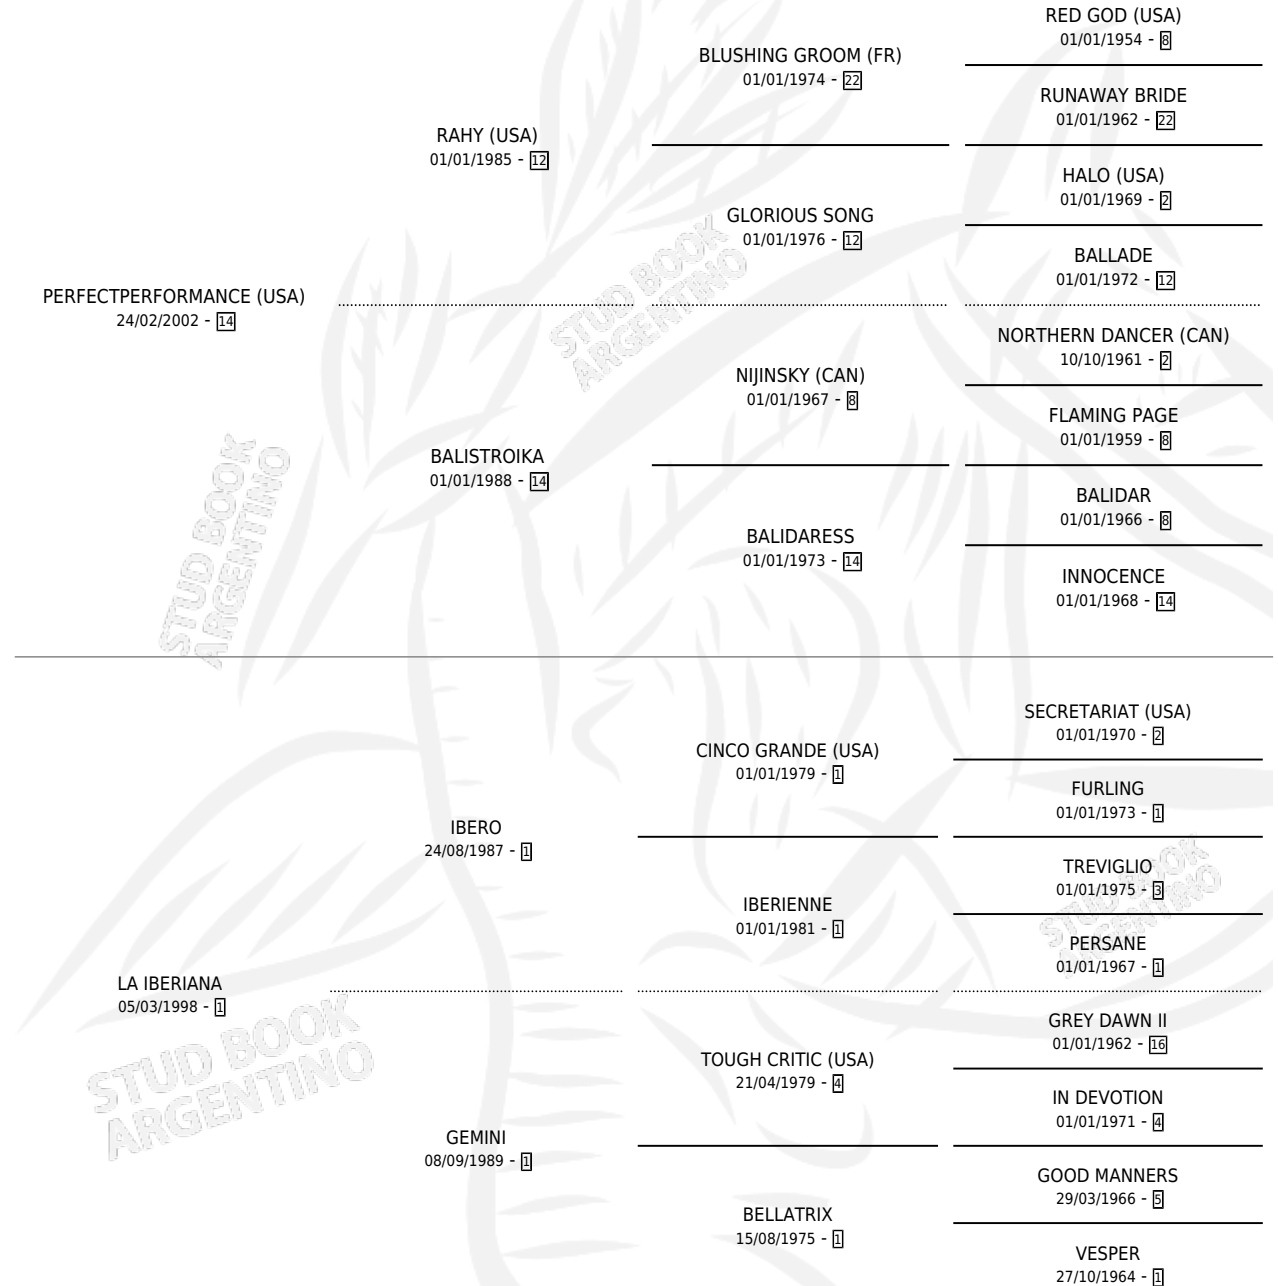 RED GOD (USA)
01/01/1954 - 8
BLUSHING GROOM (FR)
01/01/1974 - 22
RUNAWAY BRIDE
01/01/1962 - 22
RAHY (USA)
01/01/1985 - 12
HALO (USA)
01/01/1969 - 2
GLORIOUS SONG
01/01/1976 - 12
BALLADE
01/01/1972 - 12
PERFECTPERFORMANCE (USA)
24/02/2002 - 14
NORTHERN DANCER (CAN)
10/10/1961 - 2
NIJINSKY (CAN)
01/01/1967 - 8
FLAMING PAGE
01/01/1959 - 8
BALISTROIKA
01/01/1988 - 14
BALIDAR
01/01/1966 - 8
BALIDARESS
01/01/1973 - 14
INNOCENCE
01/01/1968 - 14
SECRETARIAT (USA)
01/01/1970 - 2
CINCO GRANDE (USA)
01/01/1979 - 1
FURLING
01/01/1973 - 1
IBERO
24/08/1987 - 1
TREVIGLIO
01/01/1975 - 3
IBERIENNE
01/01/1981 - 1
PERSANE
01/01/1967 - 1
LA IBERIANA
05/03/1998 - 1
GREY DAWN II
01/01/1962 - 16
TOUGH CRITIC (USA)
21/04/1979 - 4
IN DEVOTION
01/01/1971 - 4
GEMINI
08/09/1989 - 1
GOOD MANNERS
29/03/1966 - 5
BELLATRIX
15/08/1975 - 1
VESPER
27/10/1964 - 1
STUD BOOK
ARGENTINO
STUD BOOK
ARGENTINO
STUD BOOK
ARGENTINO
STUD BOOK
ARGENTINO